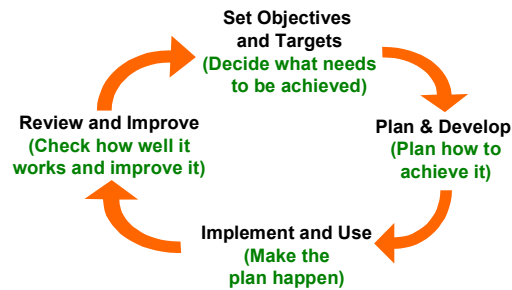 Set Objectives
and Targets
(Decide what needs
to be achieved)
Plan & Develop
(Plan how to
achieve it)
Implement and Use
(Make the
plan happen)
Review and Improve
(Check how well it
works and improve it)